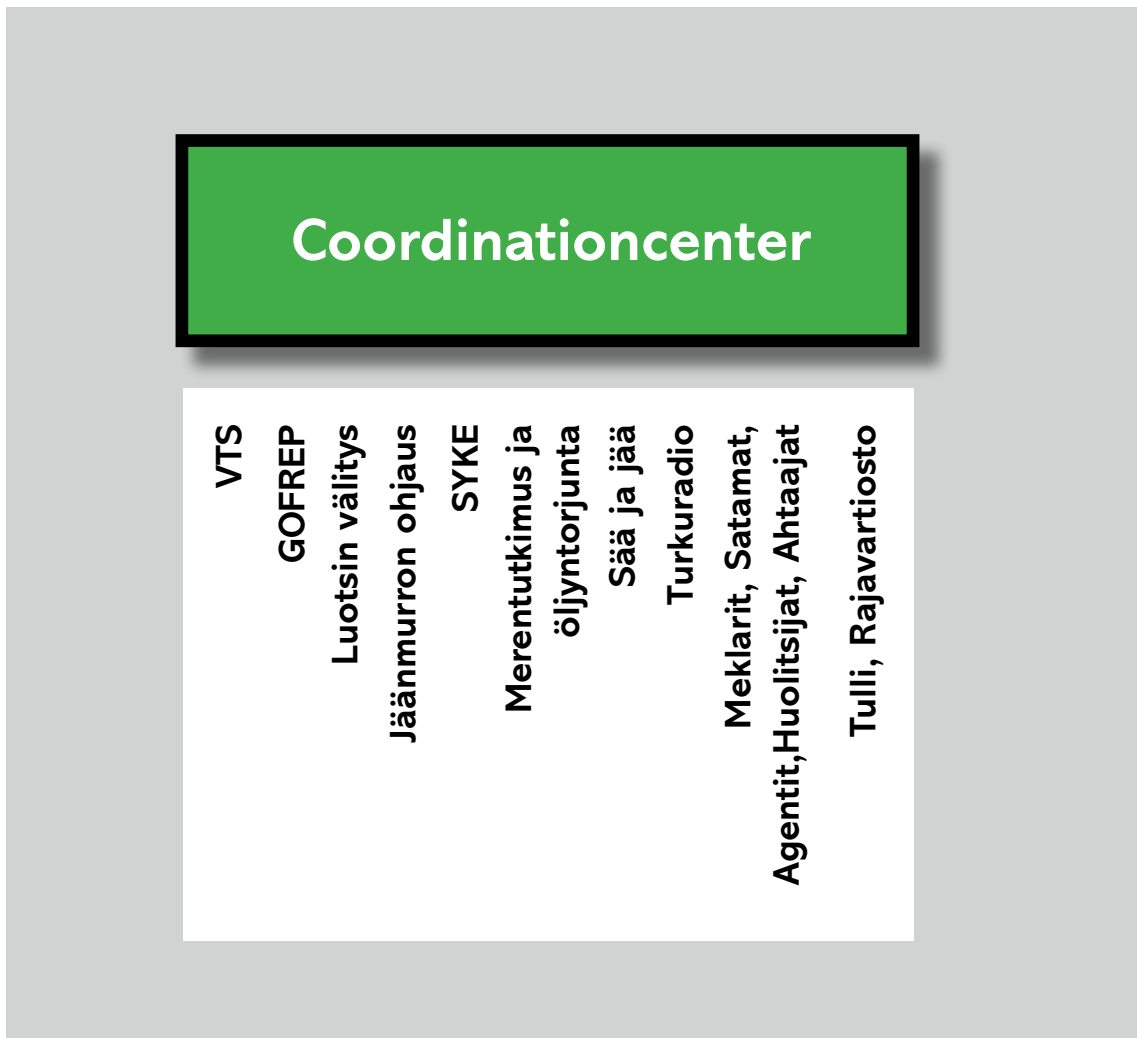 Coordinationcenter
VTS
GOFREP
Luotsin välitys
Jäänmurron ohjaus
SYKE
Merentutkimus ja
öljyntorjunta
Sää ja jää
Turkuradio
Meklarit, Satamat,
Agentit,Huolitsijat, Ahtaajat
Tulli, Rajavartiosto